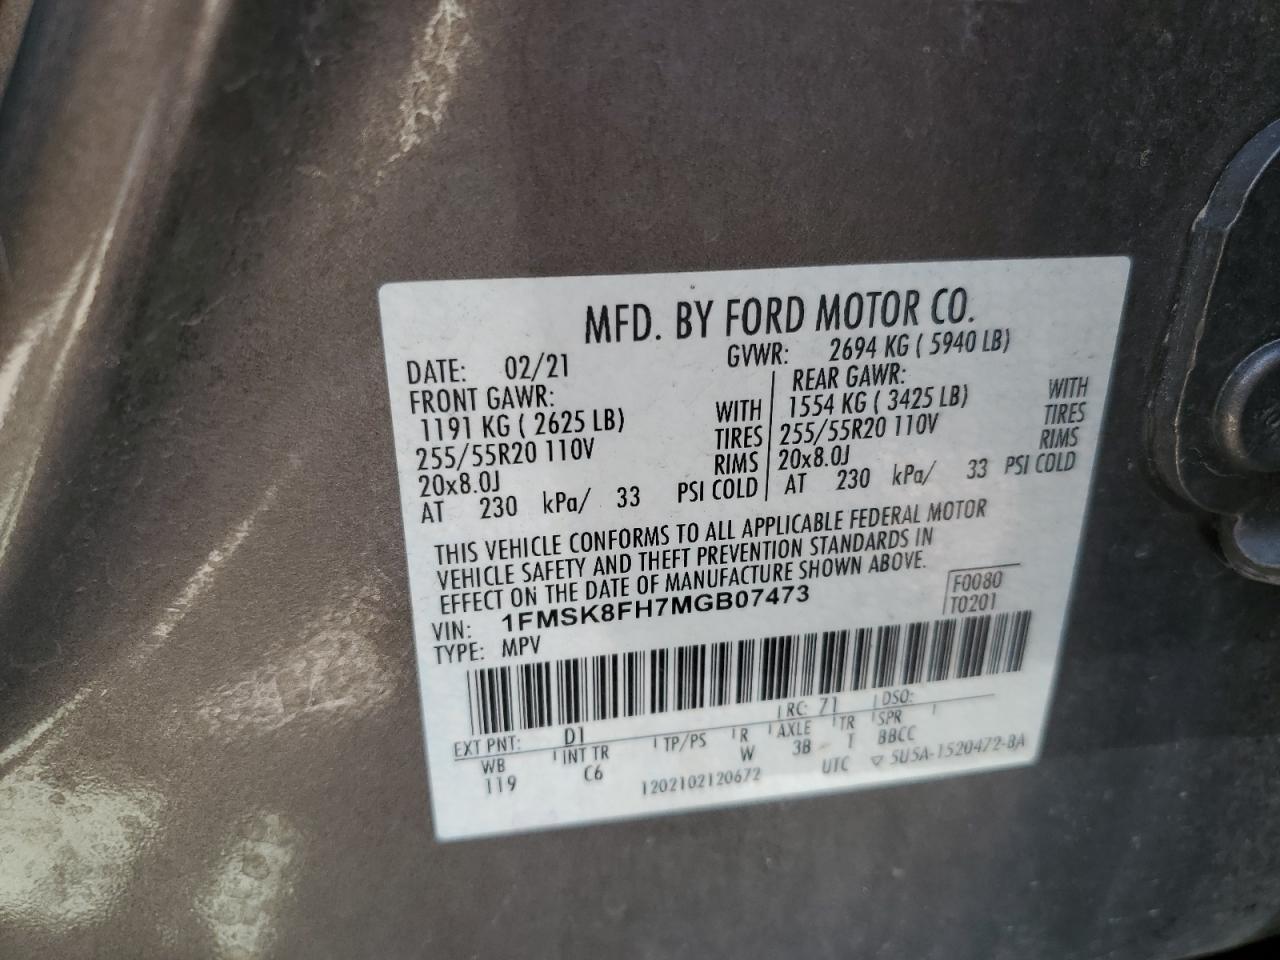 MFD. BY FORD MOTOR CO.
DATE: 02/21 GVWR: 2694 KG ( 5940 LB)
FRONT GAWR: REAR GAWR:
1191 KG ( 2625 LB) WITH 1554 KG ( 3425 LB) WITH
255/55R20 110V TIRES 255/55R20 110V TIRES
20x8.0J RIMS 20x8.0J RIMS
AT 230 kPa/ 33 PSI COLD AT 230 kPa/ 33 PSI COLD
THIS VEHICLE CONFORMS TO ALL APPLICABLE FEDERAL MOTOR
VEHICLE SAFETY AND THEFT PREVENTION STANDARDS IN
EFFECT ON THE DATE OF MANUFACTURE SHOWN ABOVE.
F0080
VIN: 1FMSK8FH7MGB07473 T0201
TYPE: MPV
EXT PNT: D1 RC: 71 DSO:
WB INT TR TP/PS R AXLE TR SPR
119 C6 W 3B 1 BBCC
1202102120672 UTC ▽ 5U5A-1520472-BA